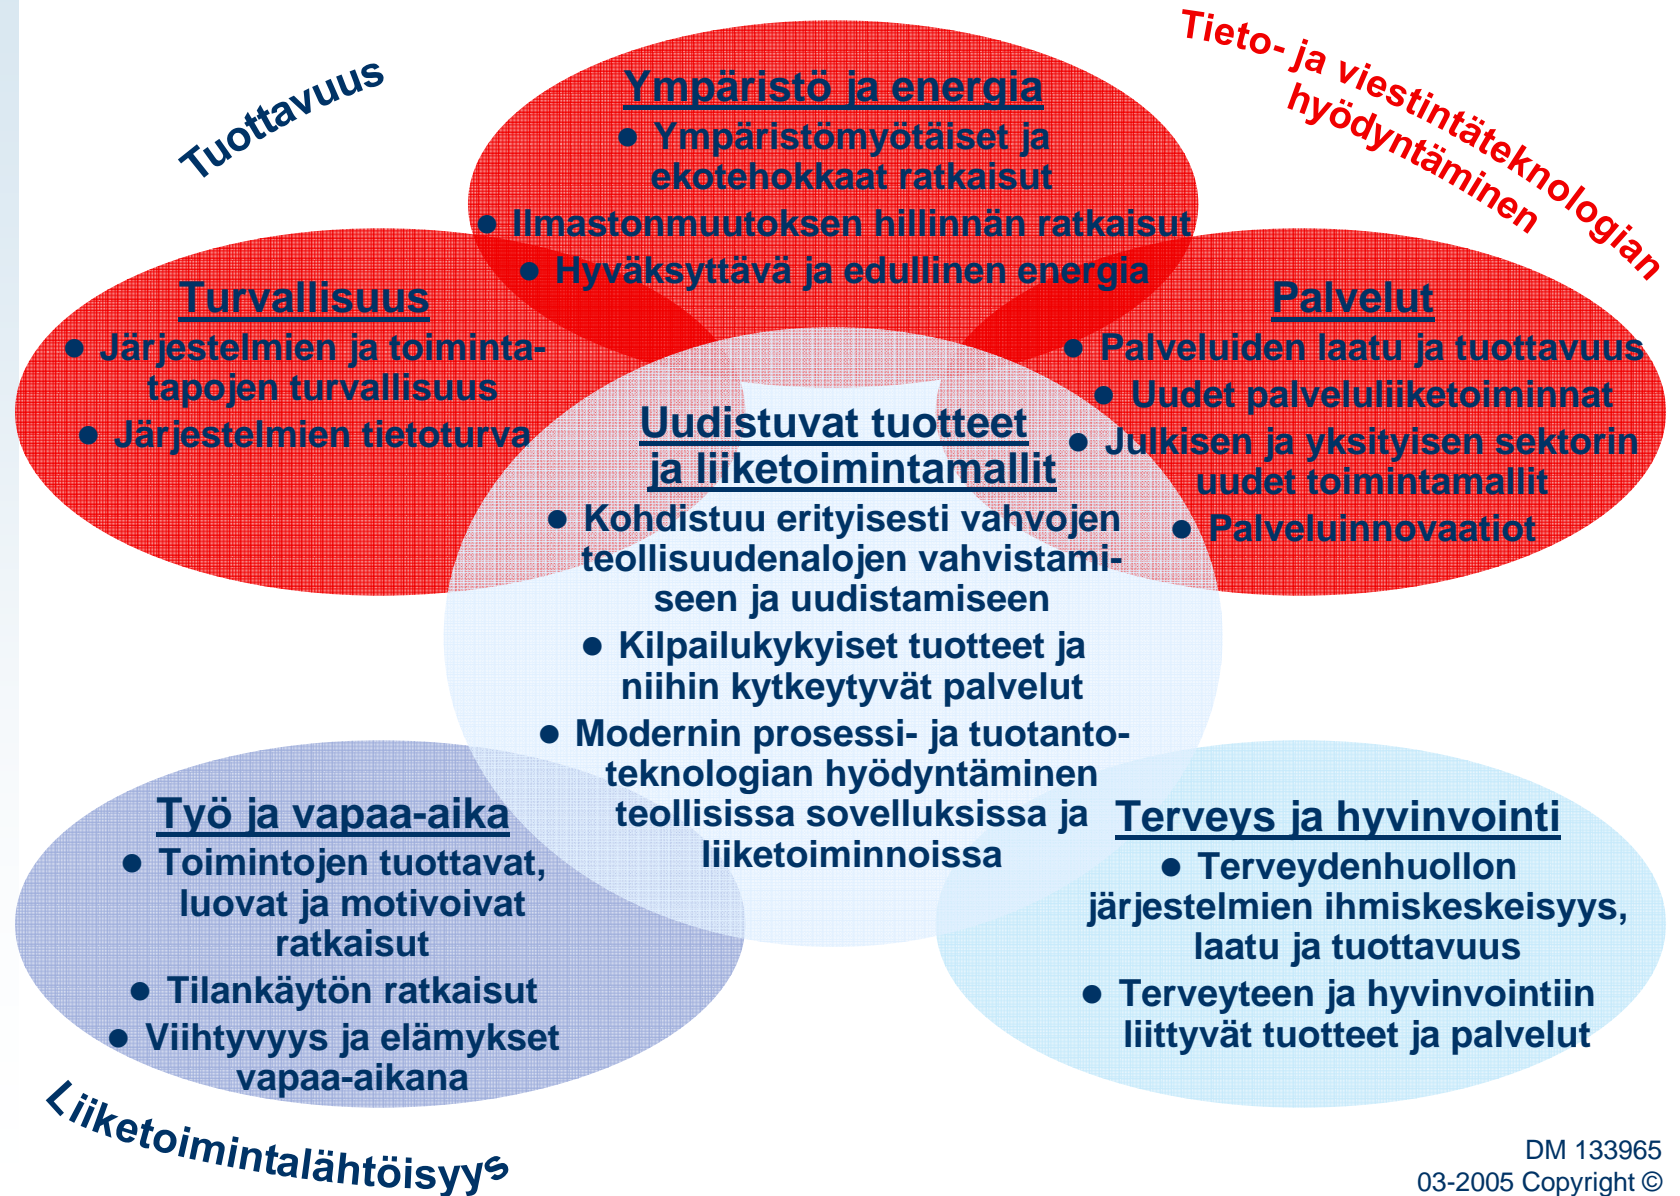 Tuottavuus
Tieto- ja viestintäteknologian
hyödyntäminen
Ympäristö ja energia
● Ympäristömyötäiset ja
ekotehokkaat ratkaisut
● Ilmastonmuutoksen hillinnän ratkaisut
● Hyväksyttävä ja edullinen energia
Turvallisuus
● Järjestelmien ja toiminta-
tapojen turvallisuus
● Järjestelmien tietoturva
Palvelut
● Palveluiden laatu ja tuottavuus
● Uudet palveluliiketoiminnat
● Julkisen ja yksityisen sektorin
uudet toimintamallit
● Palveluinnovaatiot
Uudistuvat tuotteet
ja liiketoimintamallit
● Kohdistuu erityisesti vahvojen
teollisuudenalojen vahvistami-
seen ja uudistamiseen
● Kilpailukykyiset tuotteet ja
niihin kytkeytyvät palvelut
● Modernin prosessi- ja tuotanto-
teknologian hyödyntäminen
teollisissa sovelluksissa ja
liiketoiminnoissa
Työ ja vapaa-aika
● Toimintojen tuottavat,
luovat ja motivoivat
ratkaisut
● Tilankäytön ratkaisut
● Viihtyvyys ja elämykset
vapaa-aikana
Terveys ja hyvinvointi
● Terveydenhuollon
järjestelmien ihmiskeskeisyys,
laatu ja tuottavuus
● Terveyteen ja hyvinvointiin
liittyvät tuotteet ja palvelut
Liiketoimintalähtöisyys
DM 133965
03-2005 Copyright ©